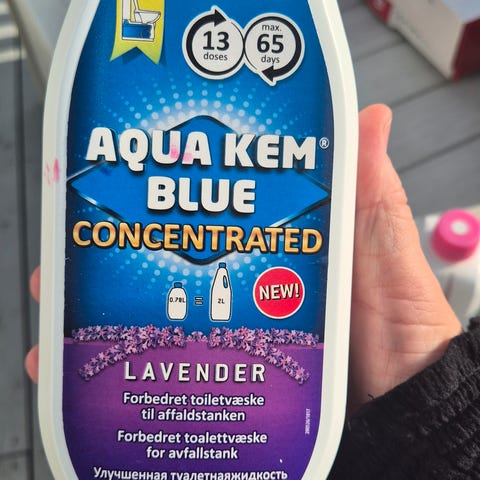 13
doses
max.
65
days
AQUA KEM®
BLUE
CONCENTRATED
0.78L = 2L
NEW!
LAVENDER
Forbedret toiletvæske
til affaldstanken
Forbedret toalettvæske
for avfallstank
Улучшенная туалетнаяжидкость